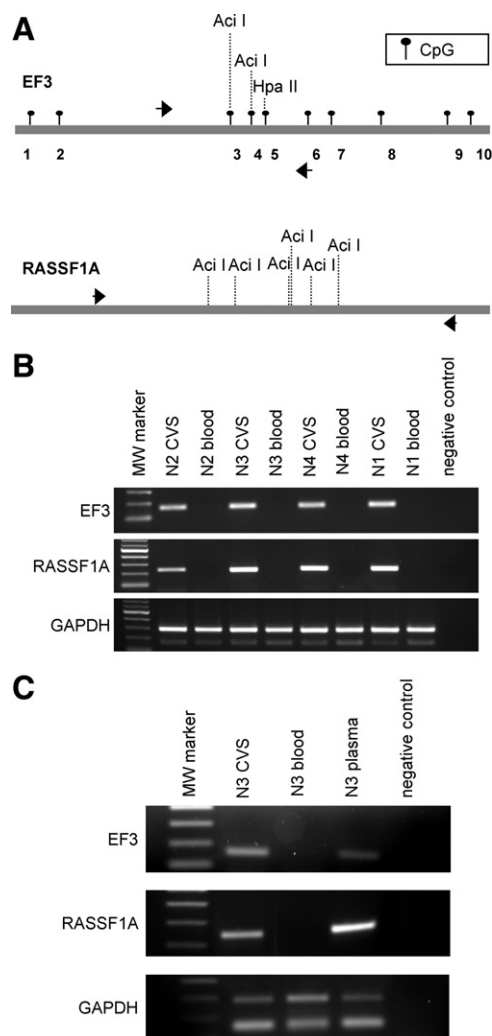 A
Aci I
CpG
Aci I
EF3
Hpa II
1 2 3 4 5 6 7 8 9 10
Aci I
Aci I
RASSF1A
Aci I Aci I Aci I Aci I
B
MW marker
N2 CVS
N2 blood
N3 CVS
N3 blood
N4 CVS
N4 blood
N1 CVS
N1 blood
negative control
EF3
RASSF1A
GAPDH
C
MW marker
N3 CVS
N3 blood
N3 plasma
negative control
EF3
RASSF1A
GAPDH